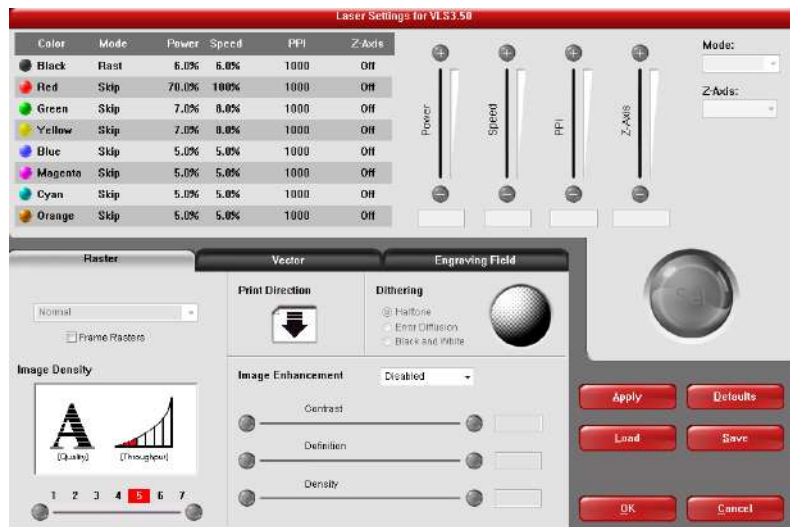 Laser Settings for VLS3.50
Color Mode Power Speed PPI Z-Axis
Black Rast 6.0% 6.0% 1000 Off
Red Skip 70.0% 100% 1000 Off
Green Skip 7.0% 8.0% 1000 Off
Yellow Skip 7.0% 8.0% 1000 Off
Blue Skip 5.0% 5.0% 1000 Off
Magenta Skip 5.0% 5.0% 1000 Off
Cyan Skip 5.0% 5.0% 1000 Off
Orange Skip 5.0% 5.0% 1000 Off
Power
Speed
PPI
Z-Axis
Mode:
Z-Axis:
Raster Vector Engraving Field
Normal
Frame Rasters
Print Direction
Dithering
Halftone
Error Diffusion
Black and White
Image Density
A
(Quality) (Throughput)
1 2 3 4 5 6 7
Image Enhancement Disabled
Contrast
Definition
Density
Apply Defaults
Load Save
OK Cancel